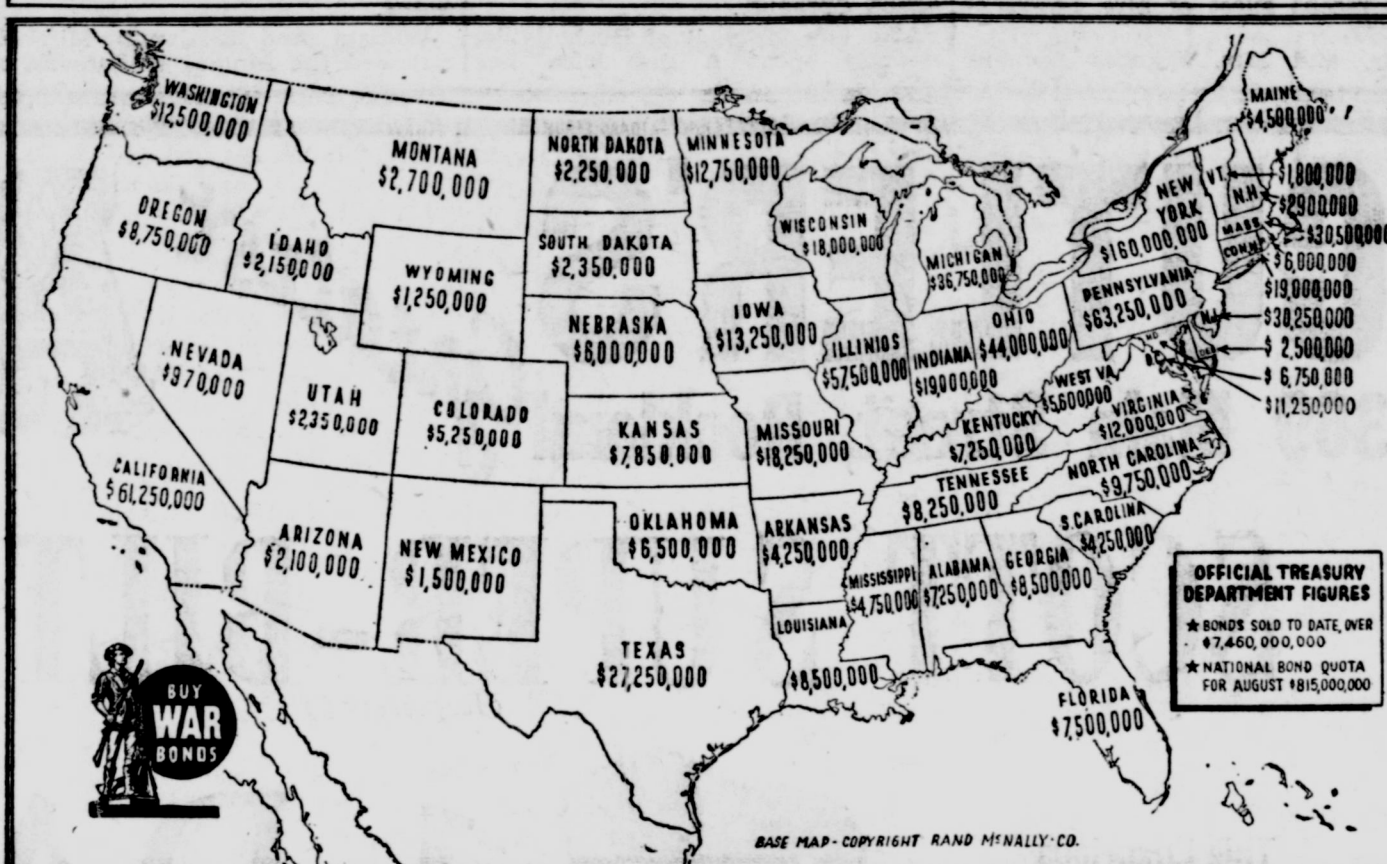 WASHINGTON
$12,500,000
OREGON
$8,750,000
IDAHO
$2,150,000
MONTANA
$2,700,000
WYOMING
$1,250,000
NEVADA
$970,000
UTAH
$2,350,000
COLORADO
$5,250,000
CALIFORNIA
$61,250,000
ARIZONA
$2,100,000
NEW MEXICO
$1,500,000
NORTH DAKOTA
$2,250,000
SOUTH DAKOTA
$2,350,000
NEBRASKA
$6,000,000
KANSAS
$7,850,000
OKLAHOMA
$6,500,000
TEXAS
$27,250,000
MINNESOTA
$12,750,000
IOWA
$13,250,000
MISSOURI
$18,250,000
ARKANSAS
$4,250,000
LOUISIANA
$8,500,000
WISCONSIN
$18,000,000
ILLINIOS
$57,500,000
MICHIGAN
$36,750,000
INDIANA
$19,000,000
OHIO
$44,000,000
KENTUCKY
$7,250,000
TENNESSEE
$8,250,000
MISSISSIPPI
$4,750,000
ALABAMA
$7,250,000
GEORGIA
$8,500,000
FLORIDA
$7,500,000
S. CAROLINA
$4,250,000
NORTH CAROLINA
$9,750,000
VIRGINIA
$12,000,000
WEST VA.
$5,600,000
PENNSYLVANIA
$63,250,000
NEW
YORK
$160,000,000
MAINE
$4,500,000
VT.
N.H.
MASS.
CONN.
N.J.
D.C.
$1,800,000
$2900,000
$30,500,000
$6,000,000
$19,000,000
$30,250,000
$2,500,000
$6,750,000
$11,250,000
OFFICIAL TREASURY
DEPARTMENT FIGURES
★ BONDS SOLD TO DATE, OVER
$7,460,000,000
★ NATIONAL BOND QUOTA
FOR AUGUST $815,000,000
BUY
WAR
BONDS
BASE MAP - COPYRIGHT RAND McNALLY-CO.